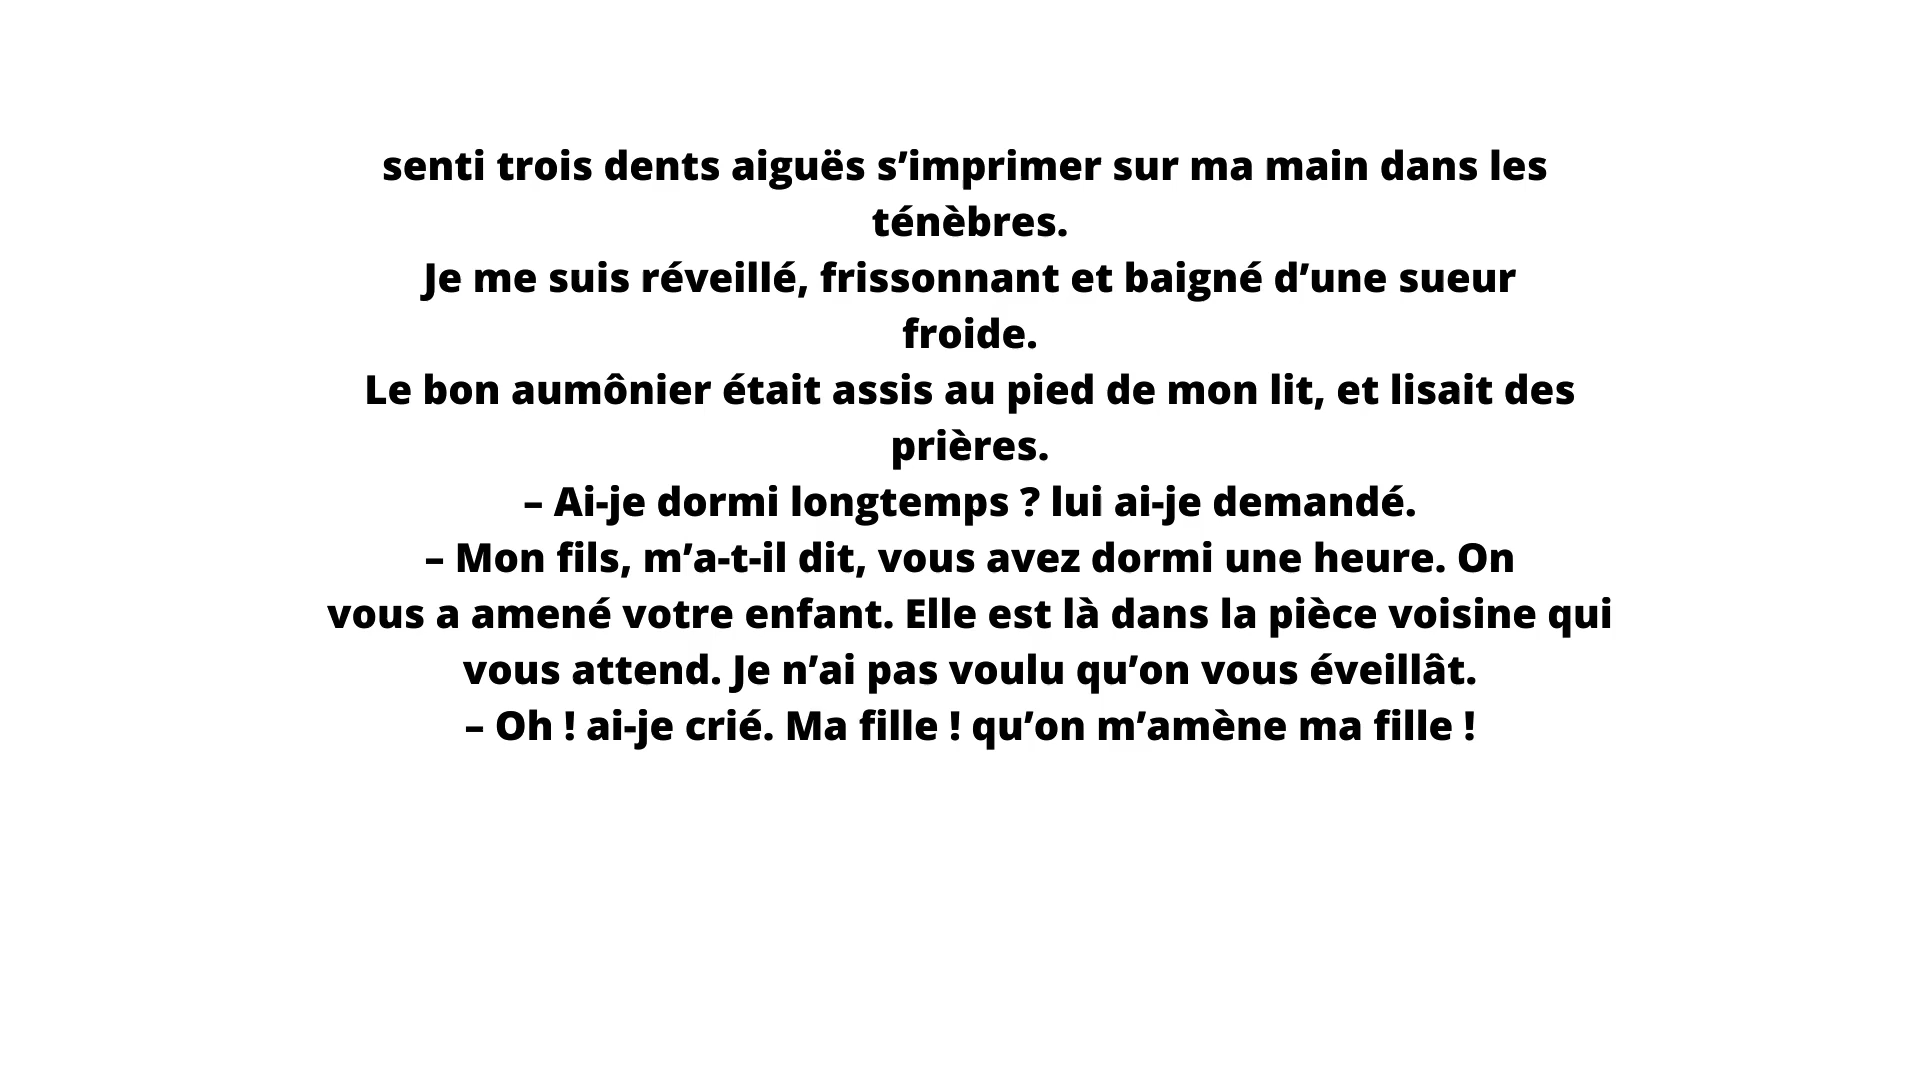 senti trois dents aiguës s’imprimer sur ma main dans les
ténèbres.
Je me suis réveillé, frissonnant et baigné d’une sueur
froide.
Le bon aumônier était assis au pied de mon lit, et lisait des
prières.
– Ai-je dormi longtemps ? lui ai-je demandé.
– Mon fils, m’a-t-il dit, vous avez dormi une heure. On
vous a amené votre enfant. Elle est là dans la pièce voisine qui
vous attend. Je n’ai pas voulu qu’on vous éveillât.
– Oh ! ai-je crié. Ma fille ! qu’on m’amène ma fille !